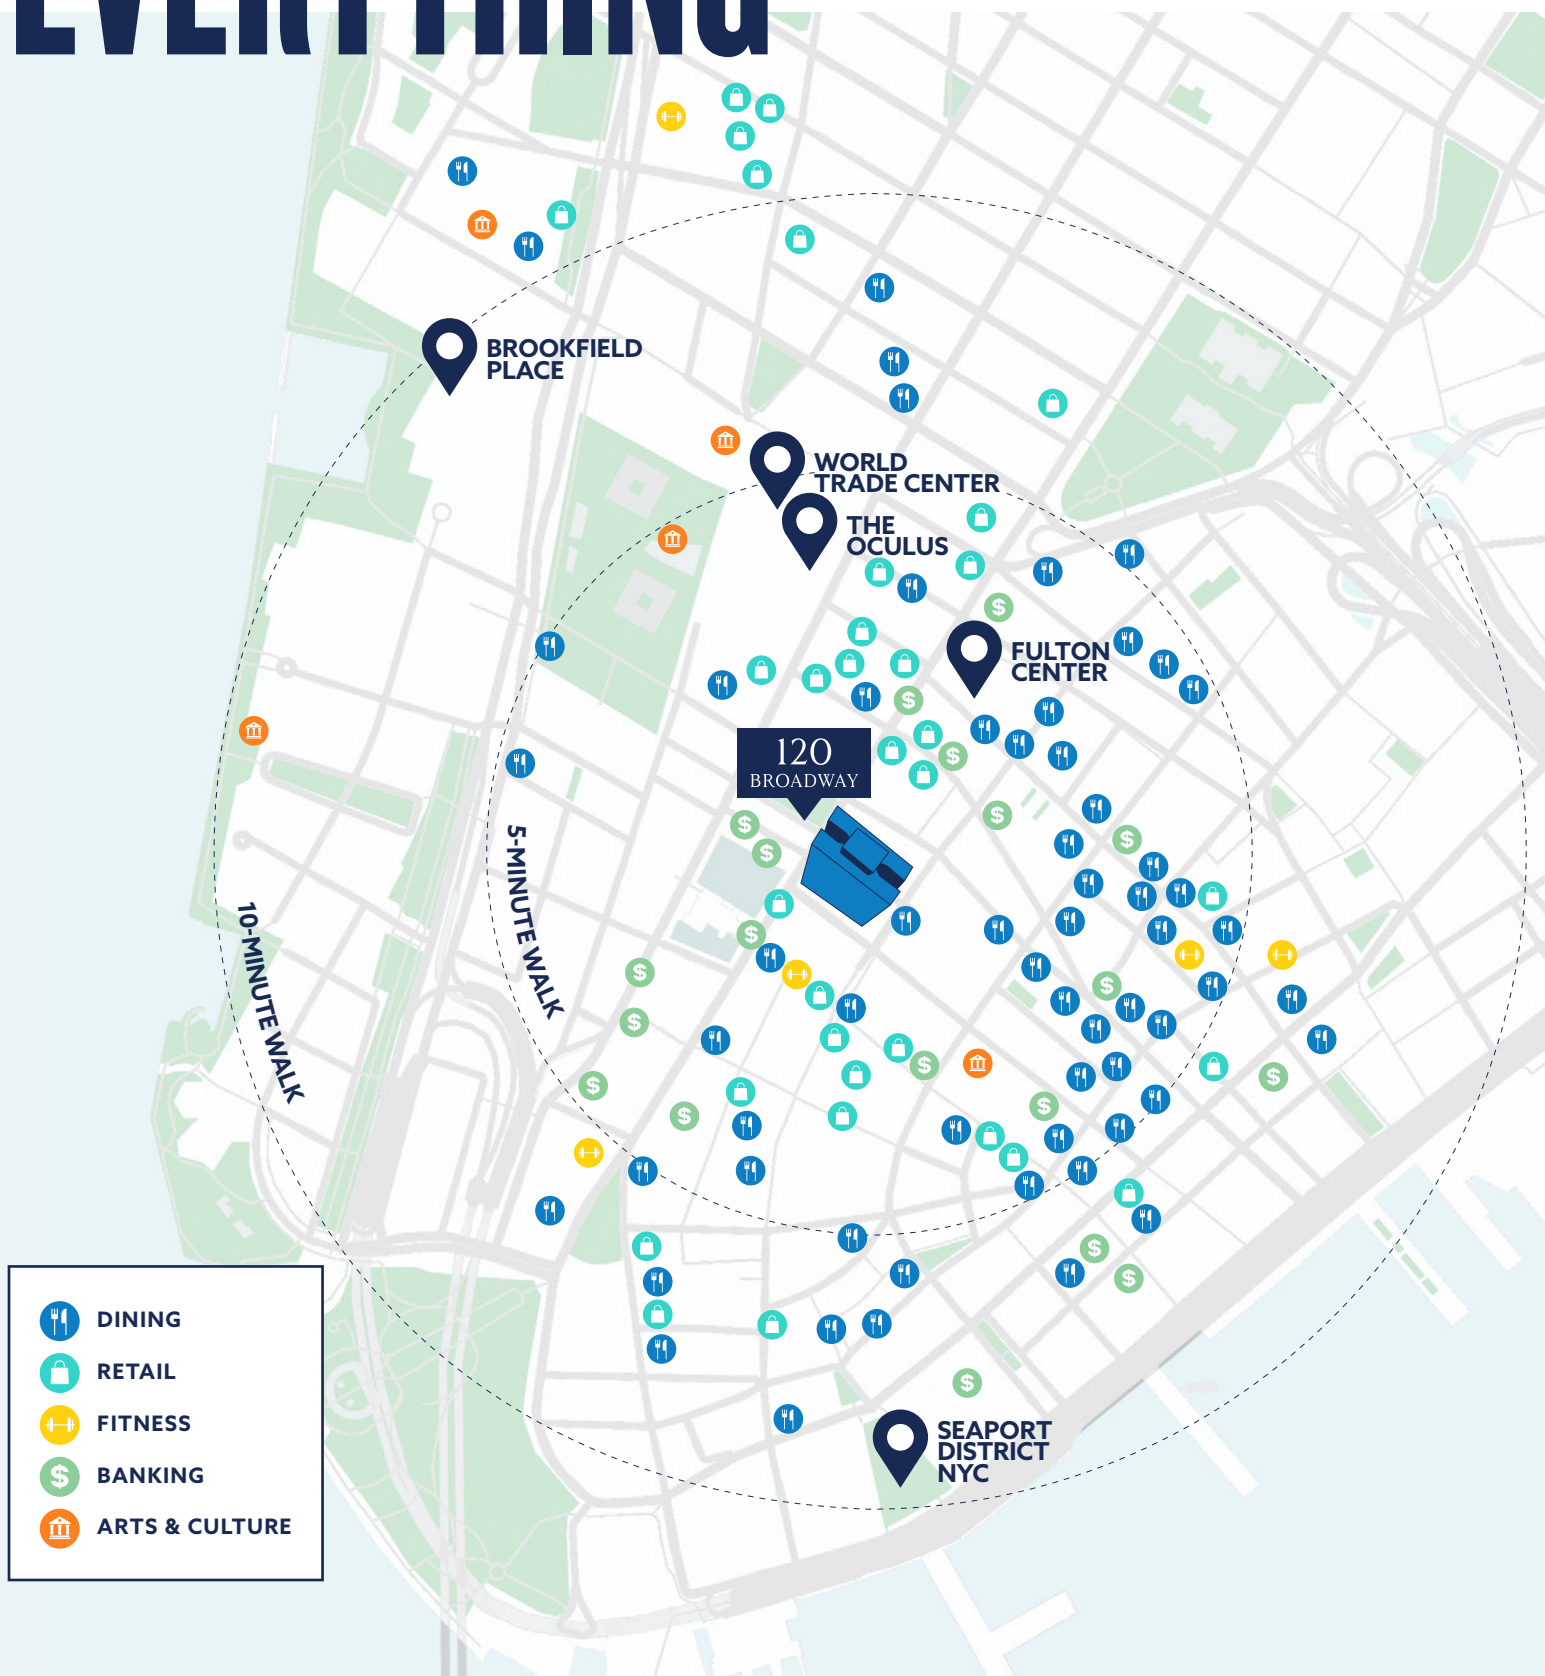 EVERYTHING
BROOKFIELD
PLACE
WORLD
TRADE CENTER
THE
OCULUS
FULTON
CENTER
120
BROADWAY
5-MINUTE WALK
10-MINUTE WALK
DINING
RETAIL
FITNESS
BANKING
ARTS & CULTURE
SEAPORT
DISTRICT
NYC